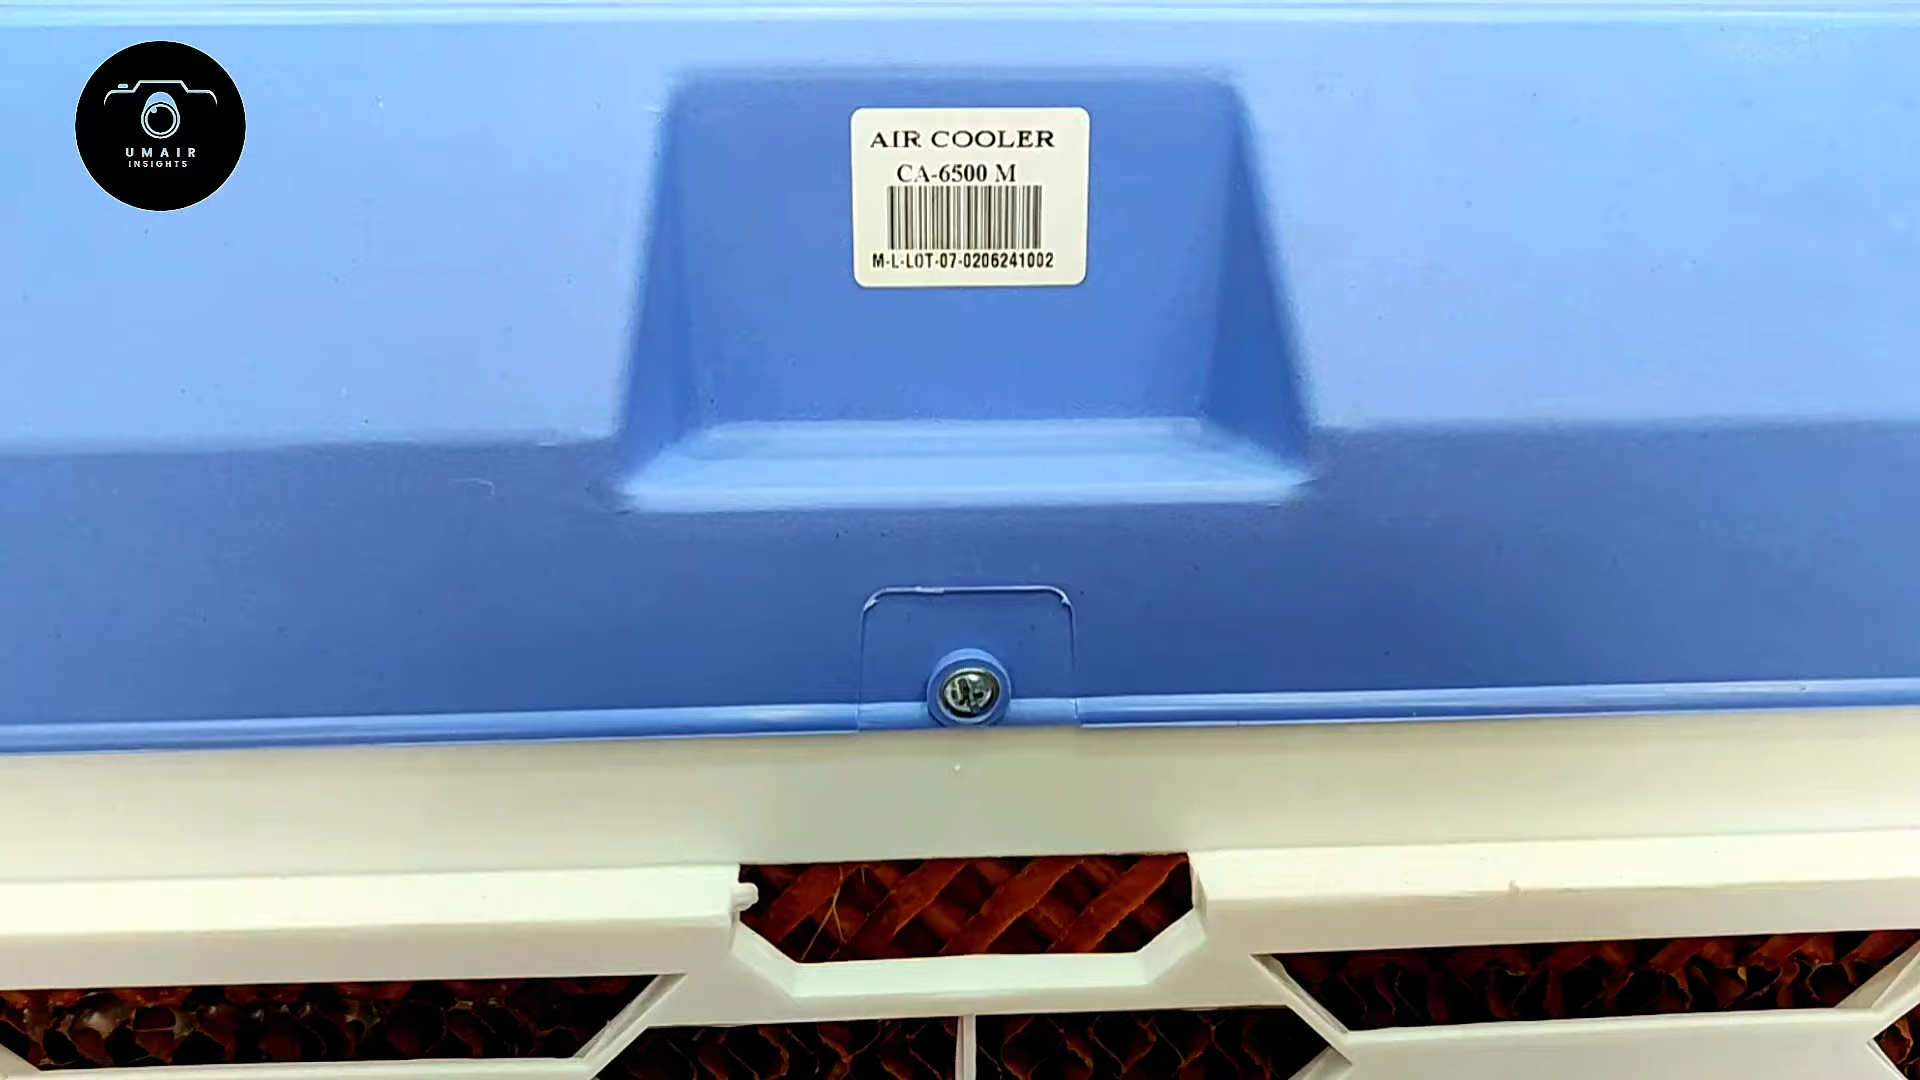 UMAIR
INSIGHTS
AIR COOLER
CA-6500 M
M-L-LOT-07-0206241002